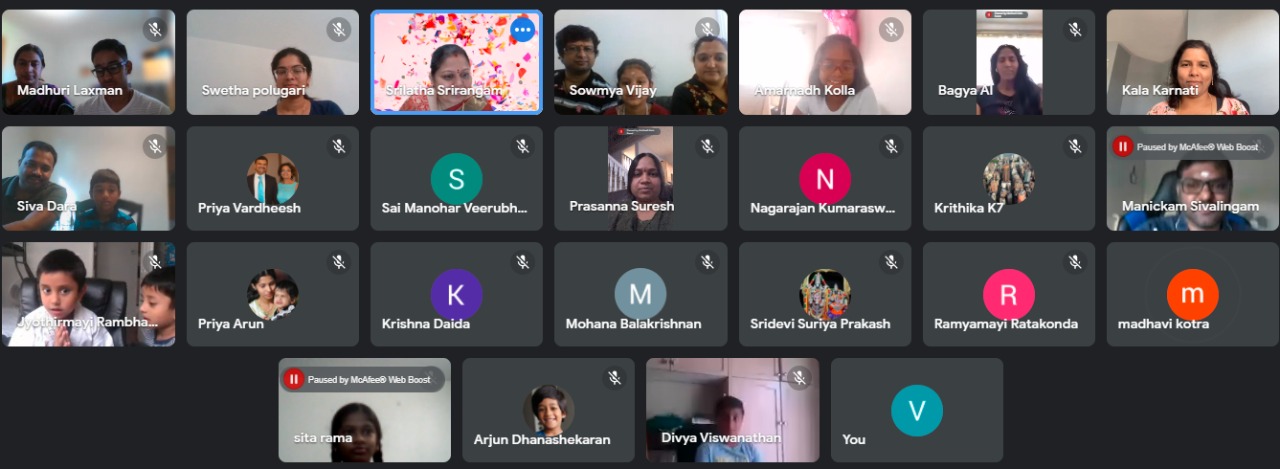 Madhuri Laxman
Swetha polugari
Srilatha Srirangam
Sowmya Vijay
Amarnadh Kolla
Bagya Al
Kala Karnati
Siva Dara
Priya Vardheesh
S
Sai Manohar Veerubh...
Prasanna Suresh
N
Nagarajan Kumarasw...
Krithika K7
Paused by McAfee® Web Boost
Manickam Sivalingam
Jyothirmayi Rambha...
Priya Arun
K
Krishna Daida
M
Mohana Balakrishnan
Sridevi Suriya Prakash
R
Ramyamayi Ratakonda
m
madhavi kotra
Paused by McAfee® Web Boost
sita rama
Arjun Dhanashekaran
Divya Viswanathan
V
You